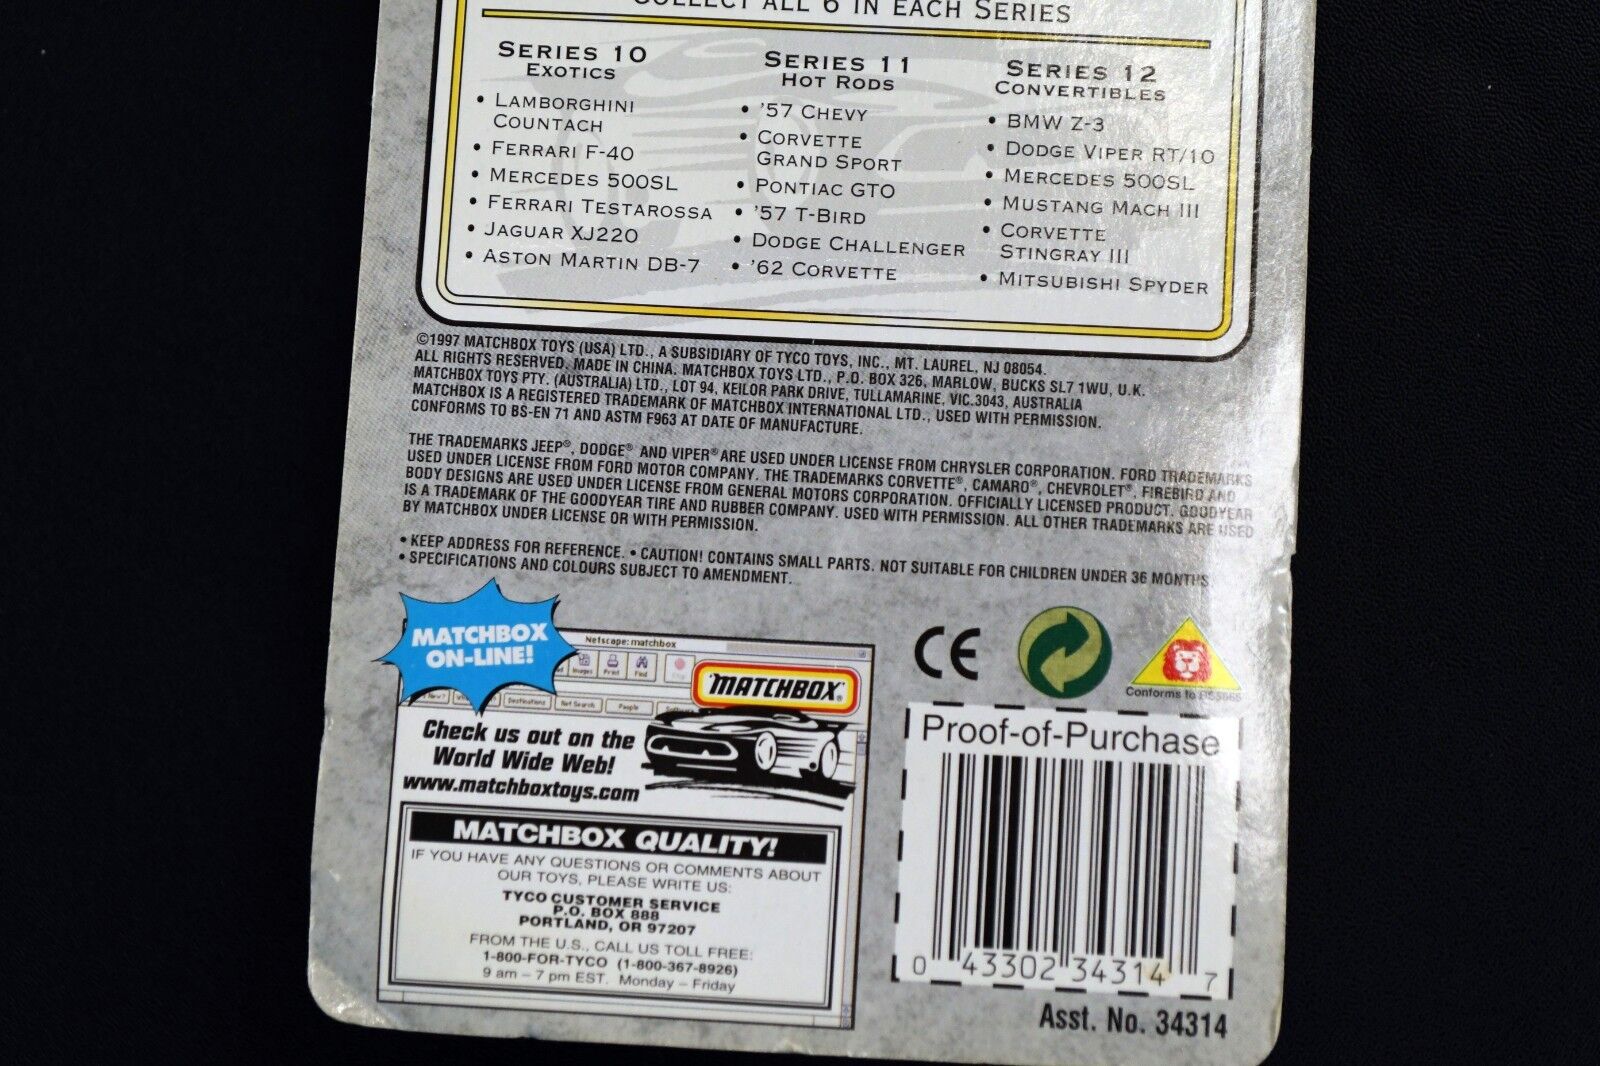 COLLECT ALL 6 IN EACH SERIES
SERIES 10
EXOTICS
• LAMBORGHINI
COUNTACH
• FERRARI F-40
• MERCEDES 500SL
• FERRARI TESTAROSSA
• JAGUAR XJ220
• ASTON MARTIN DB-7
SERIES 11
HOT RODS
• '57 CHEVY
• CORVETTE
GRAND SPORT
• PONTIAC GTO
• '57 T-BIRD
• DODGE CHALLENGER
• '62 CORVETTE
SERIES 12
CONVERTIBLES
• BMW Z-3
• DODGE VIPER RT/10
• MERCEDES 500SL
• MUSTANG MACH III
• CORVETTE
STINGRAY III
• MITSUBISHI SPYDER
©1997 MATCHBOX TOYS (USA) LTD., A SUBSIDIARY OF TYCO TOYS, INC., MT. LAUREL, NJ 08054.
ALL RIGHTS RESERVED. MADE IN CHINA. MATCHBOX TOYS LTD., P.O. BOX 326, MARLOW, BUCKS SL7 1WU, U.K.
MATCHBOX TOYS PTY. (AUSTRALIA) LTD., LOT 94, KEILOR PARK DRIVE, TULLAMARINE, VIC.3043, AUSTRALIA
MATCHBOX IS A REGISTERED TRADEMARK OF MATCHBOX INTERNATIONAL LTD., USED WITH PERMISSION.
CONFORMS TO BS-EN 71 AND ASTM F963 AT DATE OF MANUFACTURE.
THE TRADEMARKS JEEP®, DODGE® AND VIPER® ARE USED UNDER LICENSE FROM CHRYSLER CORPORATION. FORD TRADEMARKS
USED UNDER LICENSE FROM FORD MOTOR COMPANY. THE TRADEMARKS CORVETTE®, CAMARO®, CHEVROLET®, FIREBIRD AND
BODY DESIGNS ARE USED UNDER LICENSE FROM GENERAL MOTORS CORPORATION. OFFICIALLY LICENSED PRODUCT. GOODYEAR
IS A TRADEMARK OF THE GOODYEAR TIRE AND RUBBER COMPANY. USED WITH PERMISSION. ALL OTHER TRADEMARKS ARE USED
BY MATCHBOX UNDER LICENSE OR WITH PERMISSION.
• KEEP ADDRESS FOR REFERENCE. • CAUTION! CONTAINS SMALL PARTS. NOT SUITABLE FOR CHILDREN UNDER 36 MONTHS
• SPECIFICATIONS AND COLOURS SUBJECT TO AMENDMENT.
MATCHBOX
ON-LINE!
Netscape: matchbox
Images Print Find
Destinations Net Search People
"MATCHBOX"®
Check us out on the
World Wide Web!
www.matchboxtoys.com
MATCHBOX QUALITY!
IF YOU HAVE ANY QUESTIONS OR COMMENTS ABOUT
OUR TOYS, PLEASE WRITE US:
TYCO CUSTOMER SERVICE
P.O. BOX 888
PORTLAND, OR 97207
FROM THE U.S., CALL US TOLL FREE:
1-800-FOR-TYCO (1-800-367-8926)
9 am – 7 pm EST. Monday – Friday
CE
Conforms to BS5665
Proof-of-Purchase
0 43302 34314 7
Asst. No. 34314